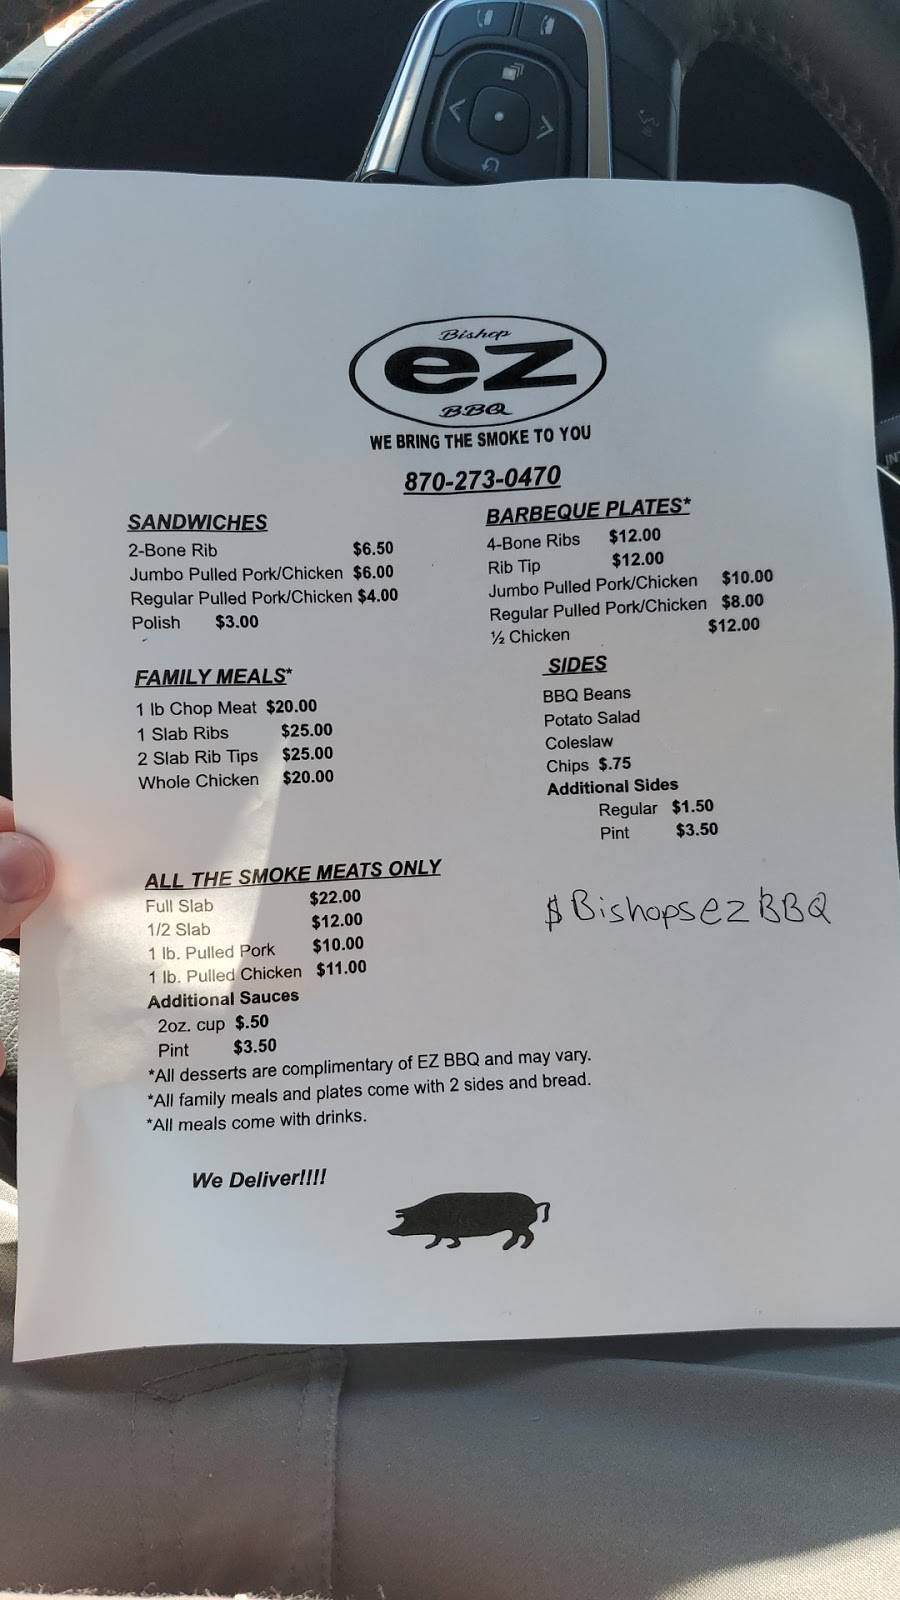 Bishop
ez
BBQ
WE BRING THE SMOKE TO YOU
870-273-0470
SANDWICHES
2-Bone Rib $6.50
Jumbo Pulled Pork/Chicken $6.00
Regular Pulled Pork/Chicken $4.00
Polish $3.00
BARBEQUE PLATES*
4-Bone Ribs $12.00
Rib Tip $12.00
Jumbo Pulled Pork/Chicken $10.00
Regular Pulled Pork/Chicken $8.00
½ Chicken $12.00
FAMILY MEALS*
1 lb Chop Meat $20.00
1 Slab Ribs $25.00
2 Slab Rib Tips $25.00
Whole Chicken $20.00
SIDES
BBQ Beans
Potato Salad
Coleslaw
Chips $.75
Additional Sides
Regular $1.50
Pint $3.50
ALL THE SMOKE MEATS ONLY
Full Slab $22.00
1/2 Slab $12.00
1 lb. Pulled Pork $10.00
1 lb. Pulled Chicken $11.00
Additional Sauces
2oz. cup $.50
Pint $3.50
$BishopsezBBQ
*All desserts are complimentary of EZ BBQ and may vary.
*All family meals and plates come with 2 sides and bread.
*All meals come with drinks.
We Deliver!!!!